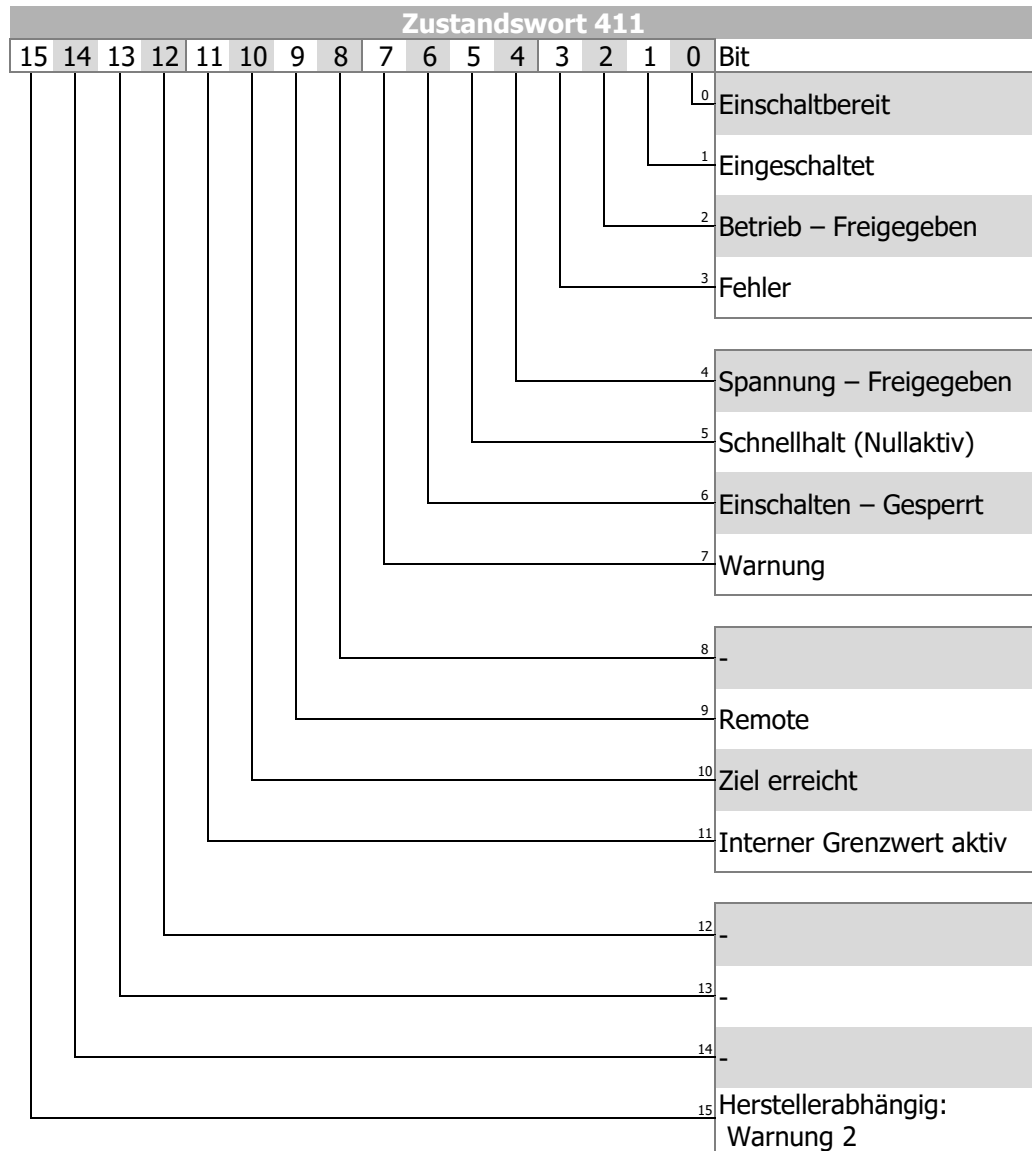 Zustandswort 411
15 14 13 12 11 10 9 8 7 6 5 4 3 2 1 0 Bit
0 Einschaltbereit
1 Eingeschaltet
2 Betrieb – Freigegeben
3 Fehler
4 Spannung – Freigegeben
5 Schnellhalt (Nullaktiv)
6 Einschalten – Gesperrt
7 Warnung
8 -
9 Remote
10 Ziel erreicht
11 Interner Grenzwert aktiv
12 -
13 -
14 -
15 Herstellerabhängig:
Warnung 2